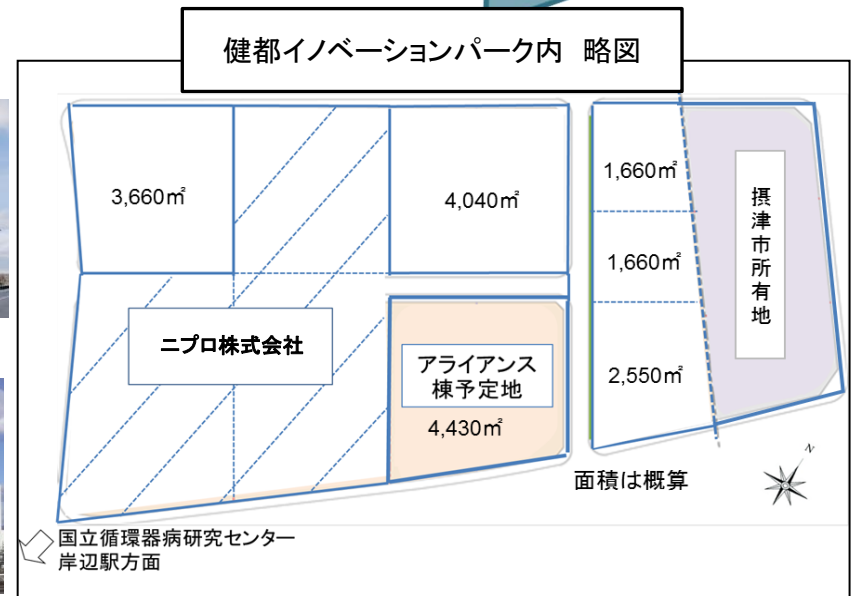 健都イノベーションパーク内 略図
3,660㎡
4,040㎡
1,660㎡
1,660㎡
2,550㎡
摂津市所有地
ニプロ株式会社
アライアンス
棟予定地
4,430㎡
面積は概算
N
国立循環器病研究センター
岸辺駅方面